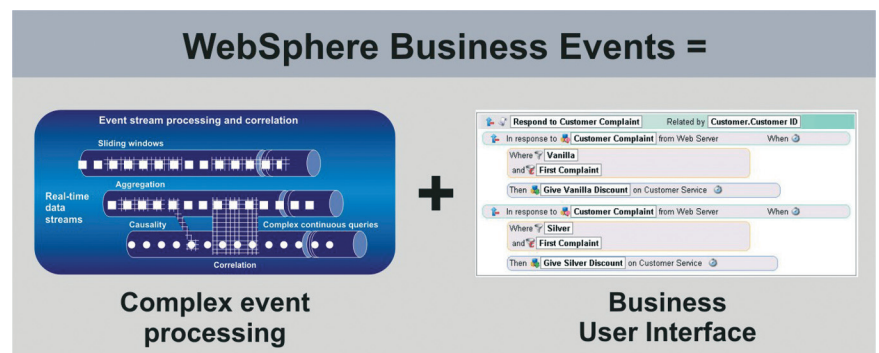 WebSphere Business Events =
Event stream processing and correlation
Sliding windows
Aggregation
Real-time
data
streams
Causality
Complex continuous queries
Correlation
Complex event
processing
+
Respond to Customer Complaint Related by Customer.Customer ID
In response to Customer Complaint from Web Server When
Where Vanilla
and First Complaint
Then Give Vanilla Discount on Customer Service
In response to Customer Complaint from Web Server When
Where Silver
and First Complaint
Then Give Silver Discount on Customer Service
Business
User Interface